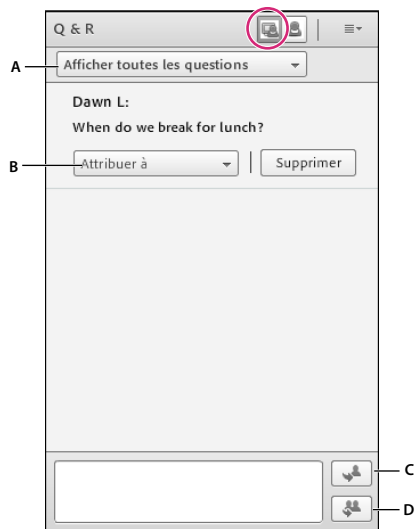 Q & R
A
Afficher toutes les questions
Dawn L:
When do we break for lunch?
B
Attribuer à
Supprimer
C
D